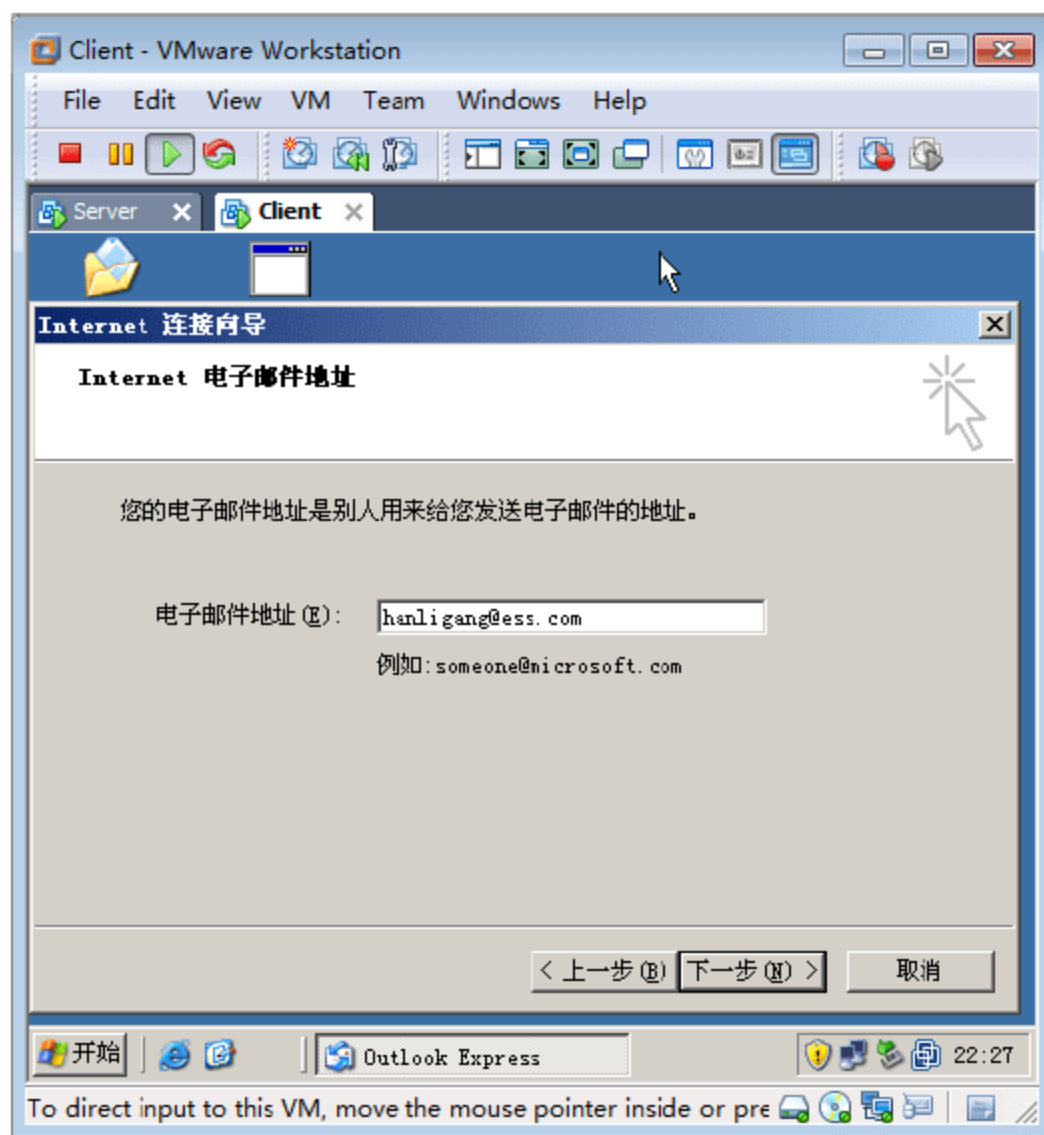 Client - VMware Workstation
File Edit View VM Team Windows Help
Server Client
Internet 连接向导
Internet 电子邮件地址
您的电子邮件地址是别人用来给您发送电子邮件的地址。
电子邮件地址(E): hanligang@ess.com
例如:someone@microsoft.com
< 上一步(B) 下一步(N) > 取消
开始 Outlook Express 22:27
To direct input to this VM, move the mouse pointer inside or pre